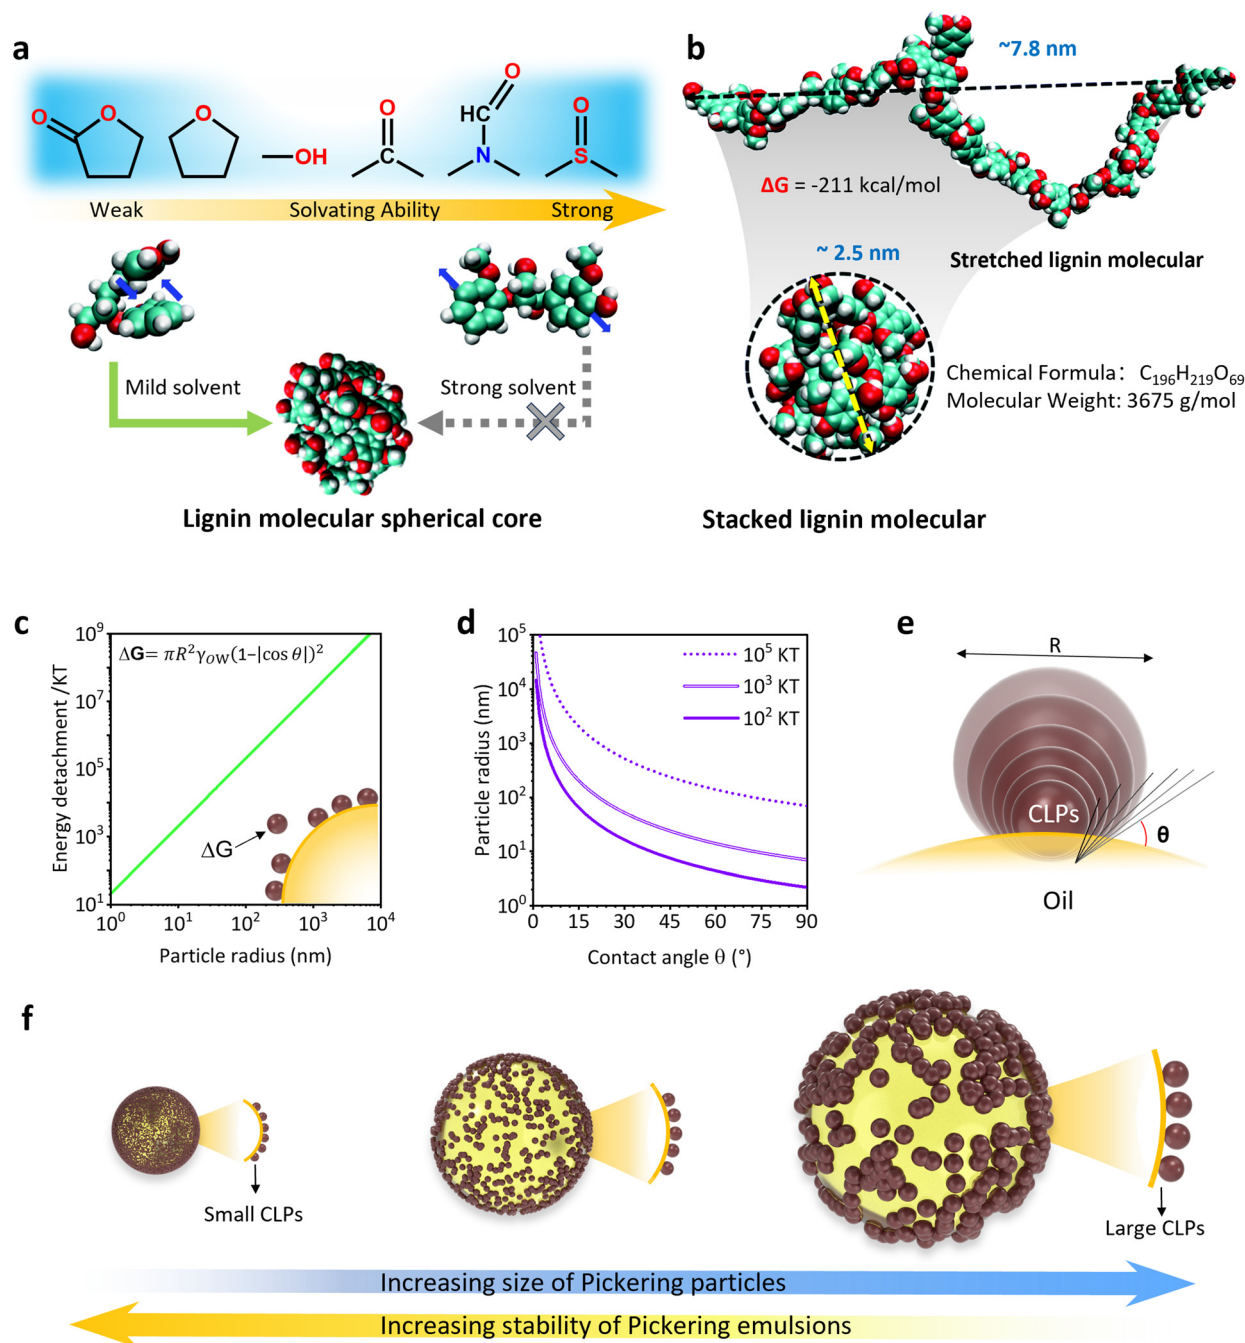 a
O
O
O
OH
O
C
O
HC
N
O
S
Weak
Solvating Ability
Strong
Mild solvent
Strong solvent
Lignin molecular spherical core
b
~7.8 nm
ΔG = -211 kcal/mol
~ 2.5 nm
Stretched lignin molecular
Chemical Formula: C₁₉₆H₂₁₉O₆₉
Molecular Weight: 3675 g/mol
Stacked lignin molecular
c
ΔG= πR²γ_OW(1−|cos θ|)²
Energy detachment /KT
10⁹
10⁷
10⁵
10³
10¹
ΔG
10⁰ 10¹ 10² 10³ 10⁴
Particle radius (nm)
d
Particle radius (nm)
10⁵
10⁴
10³
10²
10¹
10⁰
10⁵ KT
10³ KT
10² KT
0 15 30 45 60 75 90
Contact angle θ (°)
e
R
CLPs
θ
Oil
f
Small CLPs
Large CLPs
Increasing size of Pickering particles
Increasing stability of Pickering emulsions